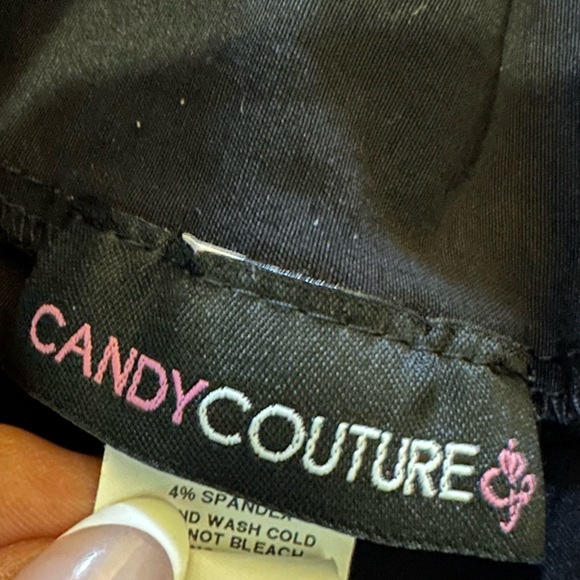 CANDYCOUTURE
4% SPANDEX
ND WASH COLD
NOT BLEACH